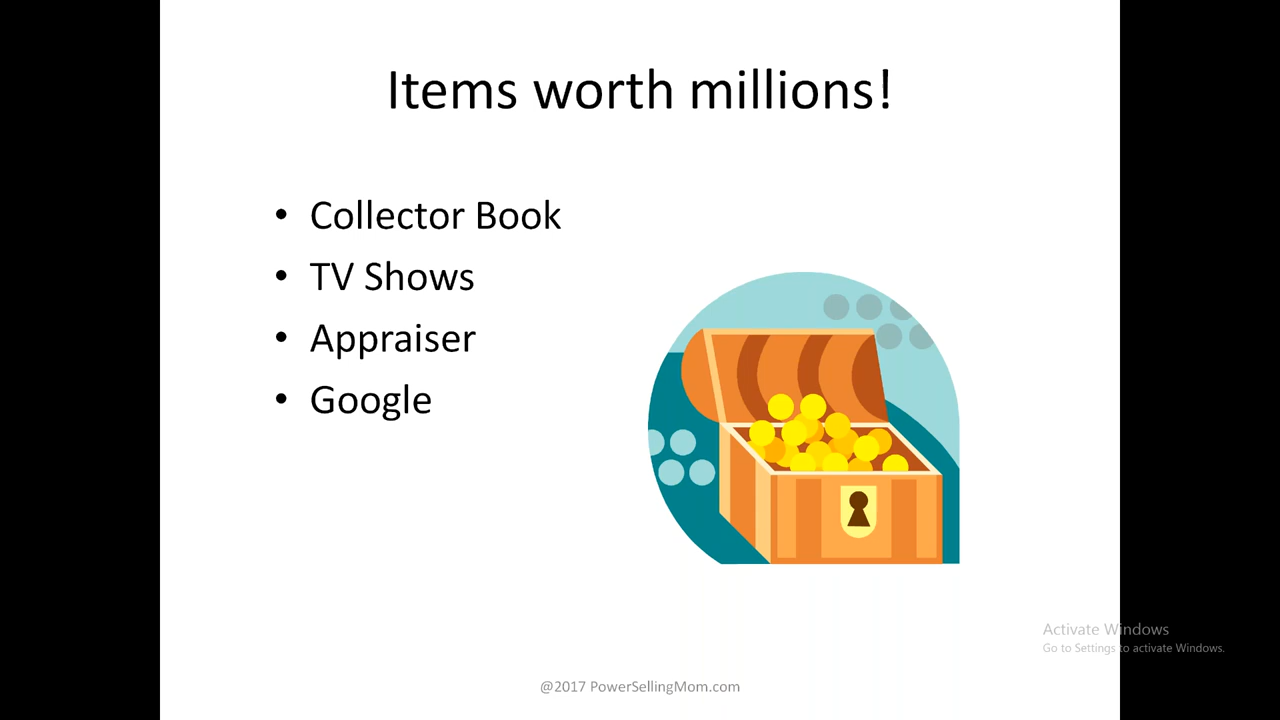 Items worth millions!
• Collector Book
• TV Shows
• Appraiser
• Google
Activate Windows
Go to Settings to activate Windows.
@2017 PowerSellingMom.com